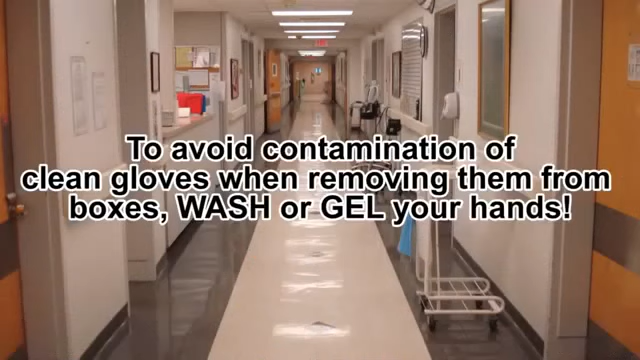 To avoid contamination of
clean gloves when removing them from
boxes, WASH or GEL your hands!